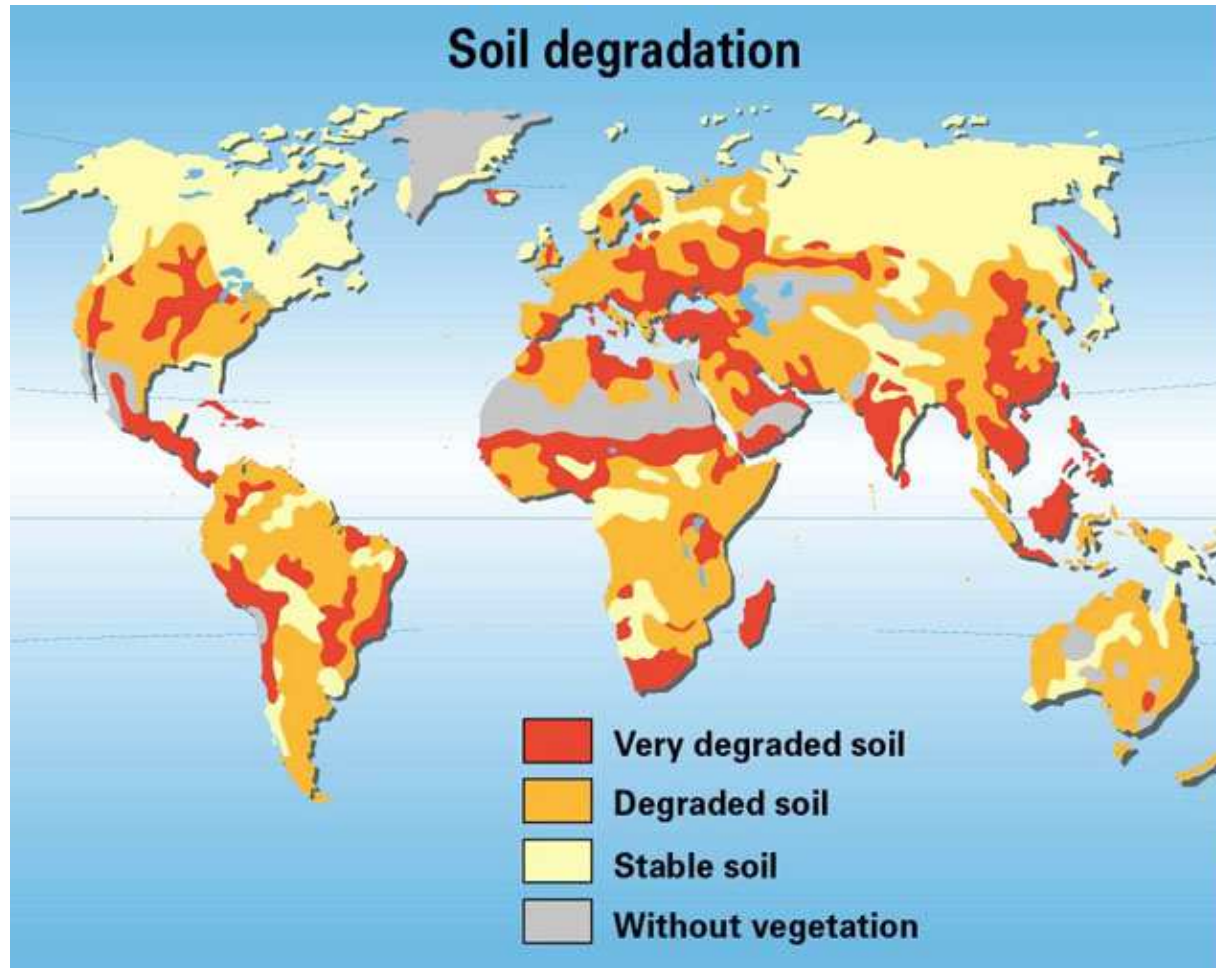 Soil degradation
Very degraded soil
Degraded soil
Stable soil
Without vegetation